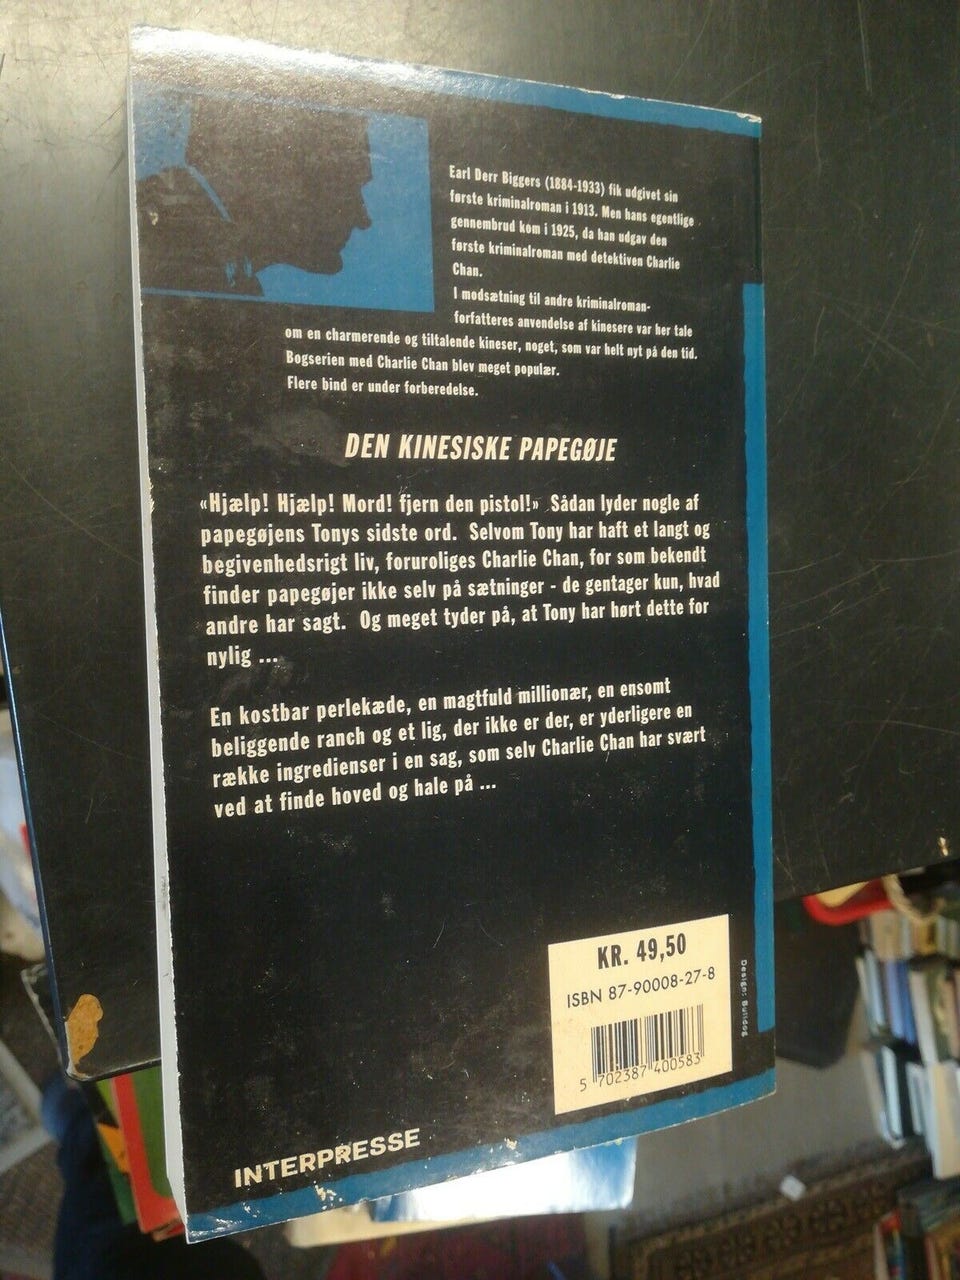 Earl Derr Biggers (1884-1933) fik udgivet sin
første kriminalroman i 1913. Men hans egentlige
gennembrud kom i 1925, da han udgav den
første kriminalroman med detektiven Charlie
Chan.
I modsætning til andre kriminalroman-
forfatteres anvendelse af kinesere var her tale
om en charmerende og tiltalende kineser, noget, som var helt nyt på den tid.
Bogserien med Charlie Chan blev meget populær.
Flere bind er under forberedelse.
DEN KINESISKE PAPEGØJE
«Hjælp! Hjælp! Mord! fjern den pistol!» Sådan lyder nogle af
papegøjens Tonys sidste ord. Selvom Tony har haft et langt og
begivenhedsrigt liv, foruroliges Charlie Chan, for som bekendt
finder papegøjer ikke selv på sætninger - de gentager kun, hvad
andre har sagt. Og meget tyder på, at Tony har hørt dette for
nylig ...
En kostbar perlekæde, en magtfuld millionær, en ensomt
beliggende ranch og et lig, der ikke er der, er yderligere en
række ingredienser i en sag, som selv Charlie Chan har svært
ved at finde hoved og hale på ...
KR. 49,50
ISBN 87-90008-27-8
5 702387 400583
Design: Bulldog
INTERPRESSE